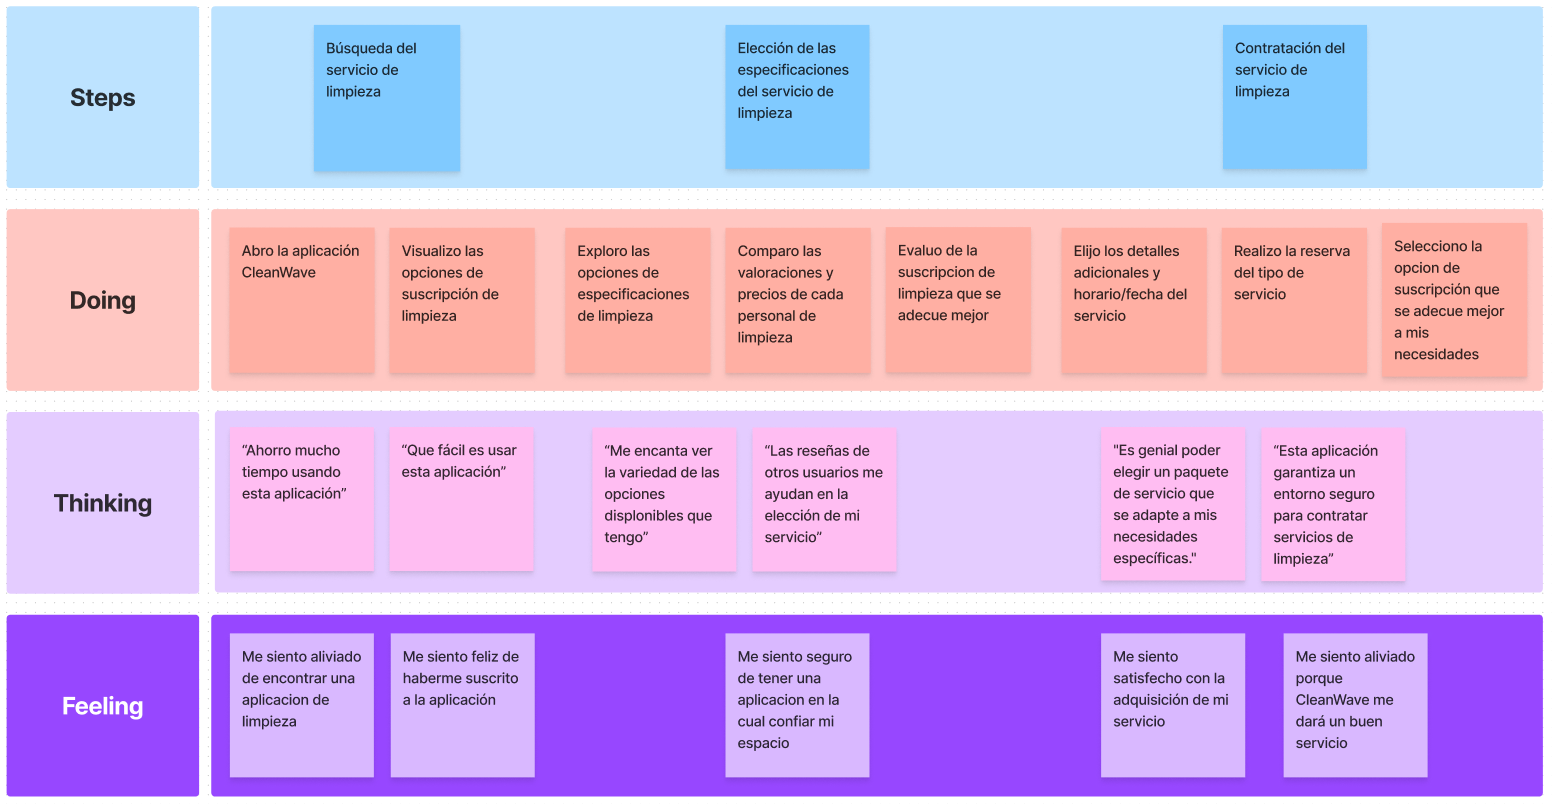 Steps
Búsqueda del
servicio de
limpieza
Elección de las
especificaciones
del servicio de
limpieza
Contratación del
servicio de
limpieza
Doing
Abro la aplicación
CleanWave
Visualizo las
opciones de
suscripción de
limpieza
Exploro las
opciones de
especificaciones
de limpieza
Comparo las
valoraciones y
precios de cada
personal de
limpieza
Evaluo de la
suscripcion de
limpieza que se
adecue mejor
Elijo los detalles
adicionales y
horario/fecha del
servicio
Realizo la reserva
del tipo de
servicio
Selecciono la
opcion de
suscripción que
se adecue mejor
a mis
necesidades
Thinking
“Ahorro mucho
tiempo usando
esta aplicación”
“Que fácil es usar
esta aplicación”
“Me encanta ver
la variedad de las
opciones
displonibles que
tengo”
“Las reseñas de
otros usuarios me
ayudan en la
elección de mi
servicio”
"Es genial poder
elegir un paquete
de servicio que
se adapte a mis
necesidades
específicas."
“Esta aplicación
garantiza un
entorno seguro
para contratar
servicios de
limpieza”
Feeling
Me siento aliviado
de encontrar una
aplicacion de
limpieza
Me siento feliz de
haberme suscrito
a la aplicación
Me siento seguro
de tener una
aplicacion en la
cual confiar mi
espacio
Me siento
satisfecho con la
adquisición de mi
servicio
Me siento aliviado
porque
CleanWave me
dará un buen
servicio